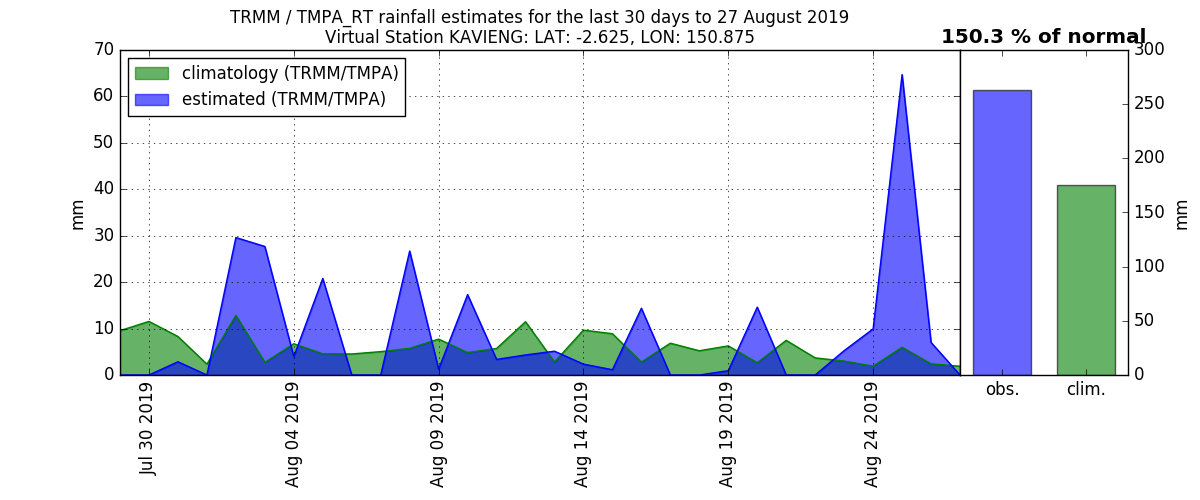 TRMM / TMPA_RT rainfall estimates for the last 30 days to 27 August 2019
Virtual Station KAVIENG: LAT: -2.625, LON: 150.875
150.3 % of normal
climatology (TRMM/TMPA)
estimated (TRMM/TMPA)
mm
70
60
50
40
30
20
10
0
Jul 30 2019
Aug 04 2019
Aug 09 2019
Aug 14 2019
Aug 19 2019
Aug 24 2019
300
250
200
150
100
50
0
mm
obs.
clim.